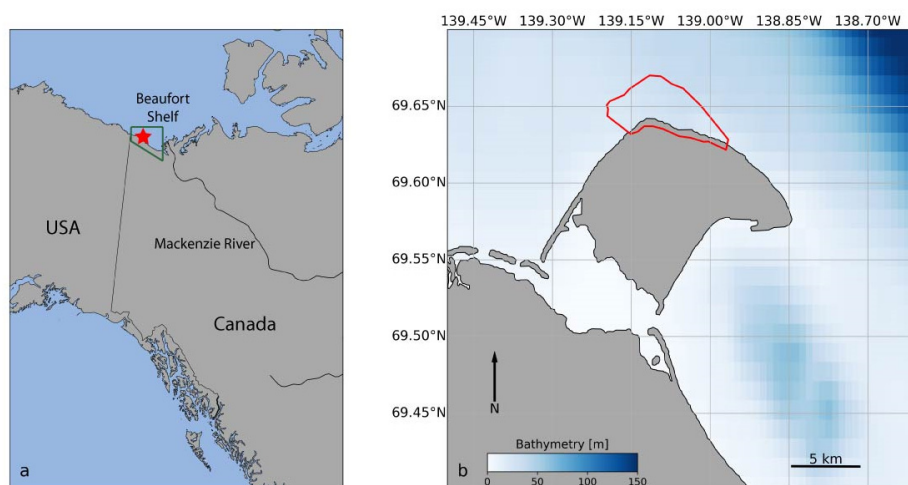 Beaufort
Shelf
USA
Mackenzie River
Canada
a
139.45°W 139.30°W 139.15°W 139.00°W 138.85°W 138.70°W
69.65°N
69.60°N
69.55°N
69.50°N
69.45°N
N
Bathymetry [m]
0 50 100 150
5 km
b